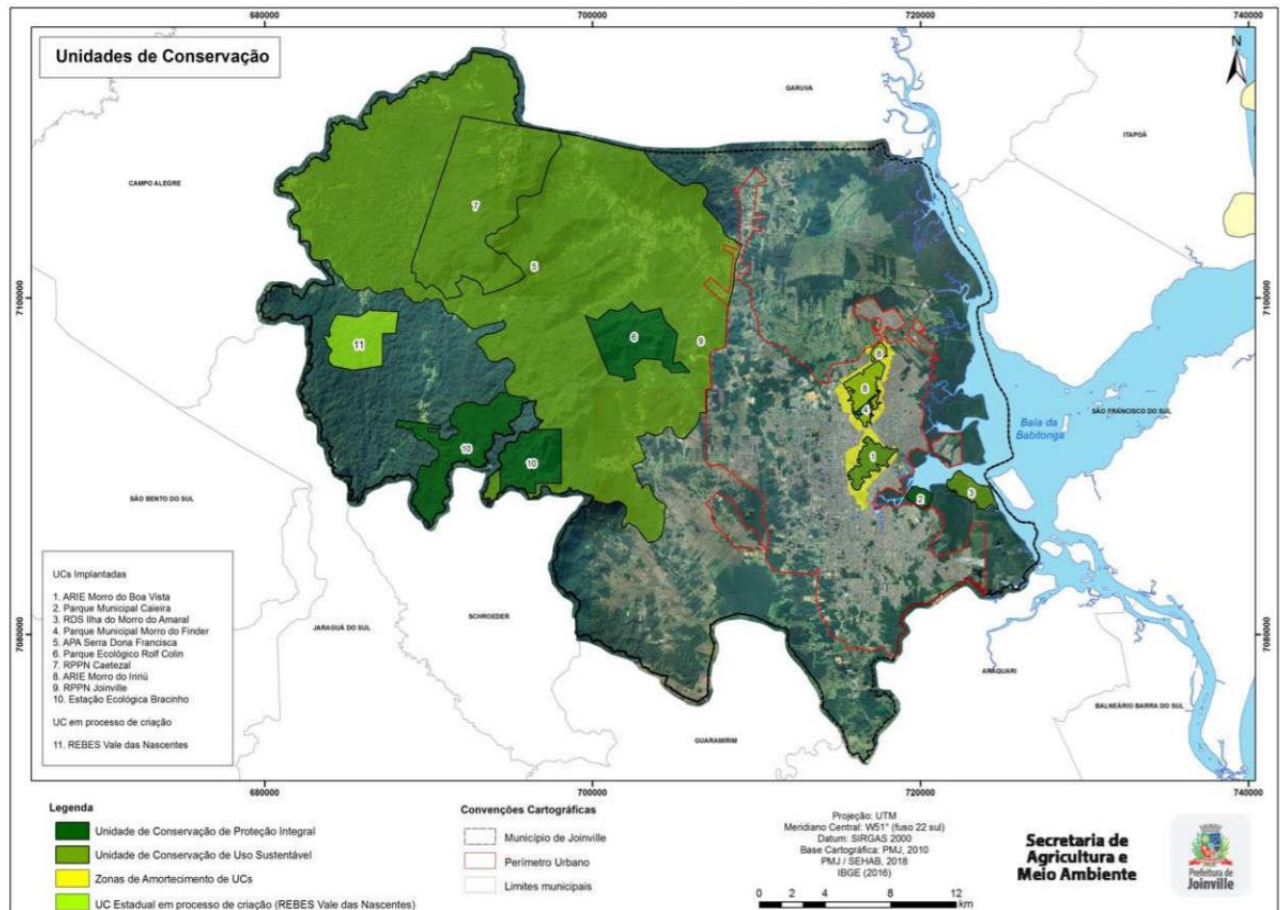 680000 700000 720000 740000
Unidades de Conservação
N
GARUVA
ITAPOÁ
CAMPO ALEGRE
7
5
7100000 7100000
6
9
11
8
8
4
SÃO FRANCISCO DO SUL
Baía da
Babitonga
1
10
10
SÃO BENTO DO SUL
2
3
UCs Implantadas
1. ARIE Morro do Boa Vista
2. Parque Municipal Caieira
3. RDS Ilha do Morro do Amaral
4. Parque Municipal Morro do Finder
5. APA Serra Dona Francisca
6. Parque Ecológico Rolf Colin
7. RPPN Caetezal
8. ARIE Morro do Iririú
9. RPPN Joinville
10. Estação Ecológica Bracinho
UC em processo de criação
11. REBES Vale das Nascentes
SCHROEDER
JARAGUÁ DO SUL
7080000 7080000
ARAQUARI
BALNEÁRIO BARRA DO SUL
GUARAMIRIM
680000 700000 720000 740000
Legenda
Unidade de Conservação de Proteção Integral
Unidade de Conservação de Uso Sustentável
Zonas de Amortecimento de UCs
UC Estadual em processo de criação (REBES Vale das Nascentes)
Convenções Cartográficas
Município de Joinville
Perímetro Urbano
Limites municipais
Projeção: UTM
Meridiano Central: W51° (fuso 22 sul)
Datum: SIRGAS 2000
Base Cartográfica: PMJ, 2010
PMJ / SEHAB, 2018
IBGE (2016)
0 2 4 8 12
km
Secretaria de
Agricultura e
Meio Ambiente
Prefeitura de
Joinville